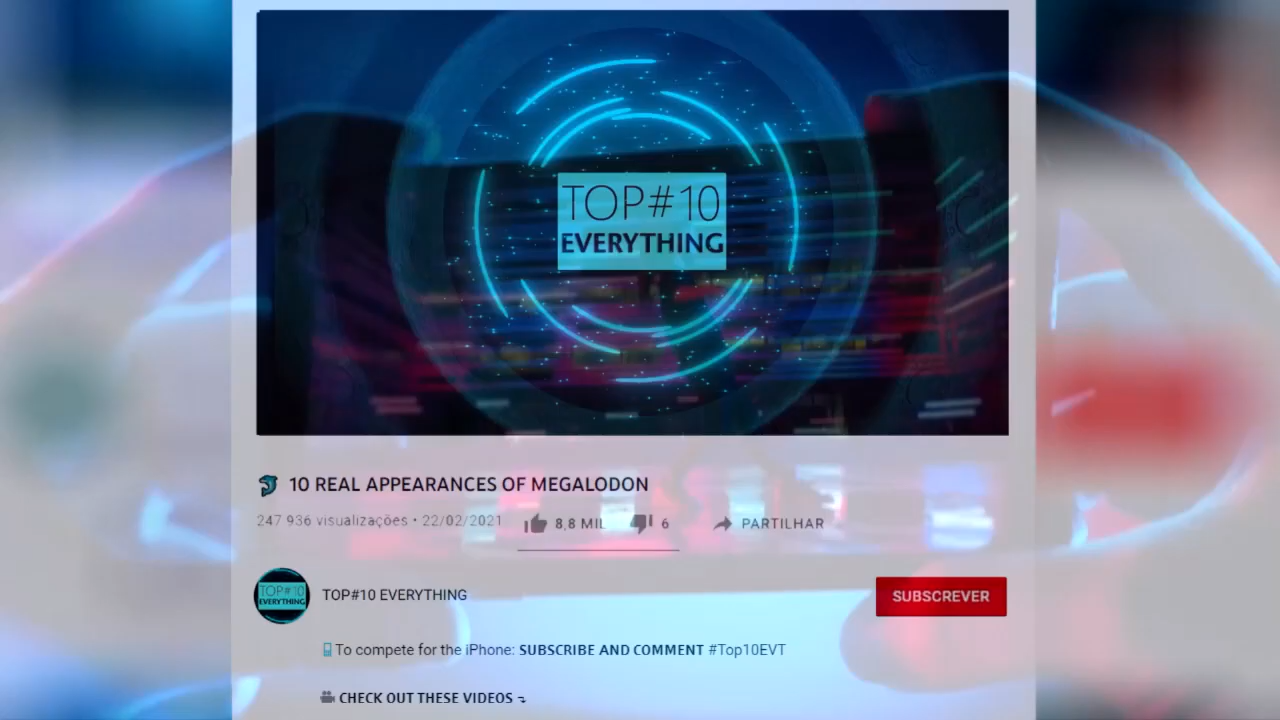 TOP#10
EVERYTHING
10 REAL APPEARANCES OF MEGALODON
247 936 visualizações • 22/02/2021
8,8 MIL
6
PARTILHAR
TOP#10
EVERYTHING
TOP#10 EVERYTHING
SUBSCREVER
To compete for the iPhone: SUBSCRIBE AND COMMENT #Top10EVT
CHECK OUT THESE VIDEOS